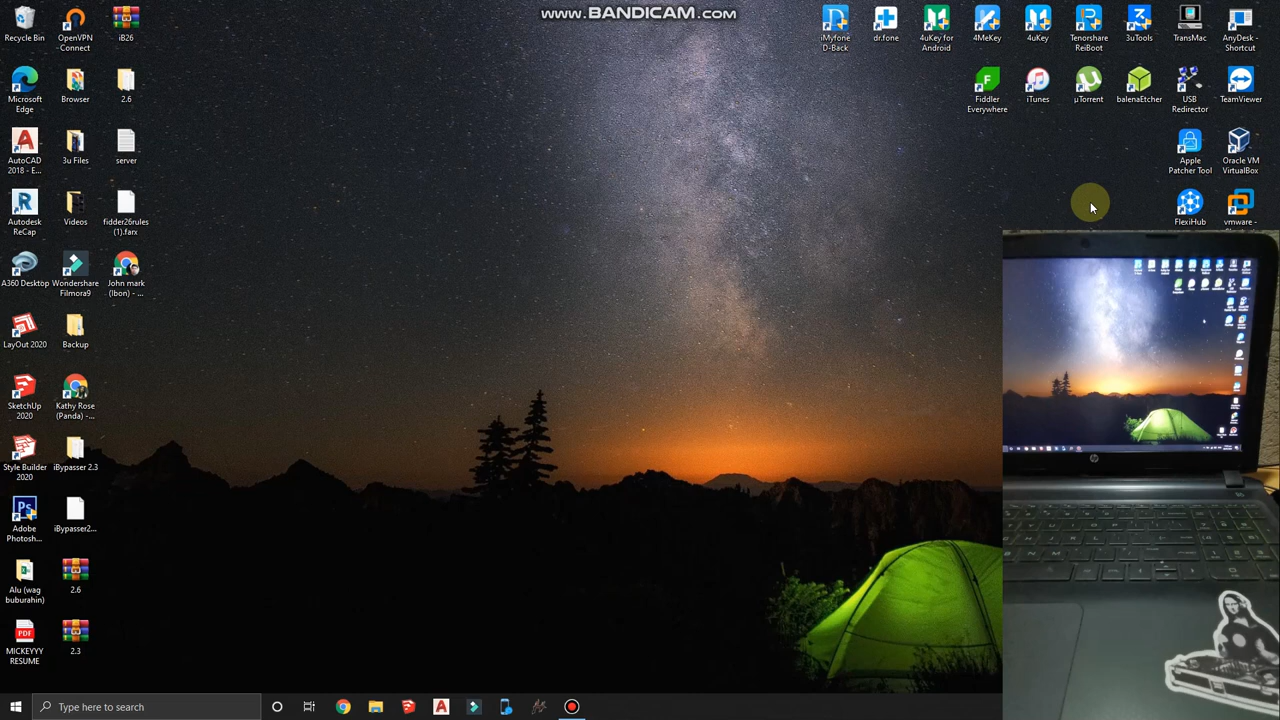 www.BANDICAM.com
Recycle Bin
OpenVPN
-Connect
iB26
Microsoft
Edge
Browser
2.6
AutoCAD
2018 - E...
3u Files
server
Autodesk
ReCap
Videos
fidder26rules
(1).farx
A360 Desktop
Wondershare
Filmora9
John mark
(Ibon) - ...
LayOut 2020
Backup
SketchUp
2020
Kathy Rose
(Panda) -...
Style Builder
2020
iBypasser 2.3
Adobe
Photosh...
iBypasser2...
Alu (wag
buburahin)
2.6
MICKEYYY
RESUME
2.3
iMyfone
D-Back
dr.fone
4uKey for
Android
4MeKey
4uKey
Tenorshare
ReiBoot
3uTools
TransMac
AnyDesk -
Shortcut
Fiddler
Everywhere
iTunes
µTorrent
balenaEtcher
USB
Redirector
TeamViewer
Apple
Patcher Tool
Oracle VM
VirtualBox
FlexiHub
vmware -
Type here to search